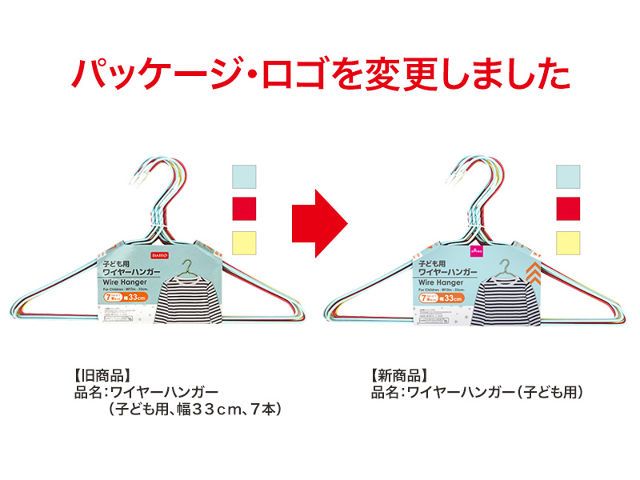 パッケージ・ロゴを変更しました
DAISO
子ども用
ワイヤーハンガー
Wire Hanger
For Children・Width : 33cm.
幅33cm
子ども用
ワイヤーハンガー
Wire Hanger
For Children・Width : 33cm.
幅33cm
【旧商品】
品名：ワイヤーハンガー
（子ども用、幅３３ｃｍ、７本）
【新商品】
品名：ワイヤーハンガー（子ども用）